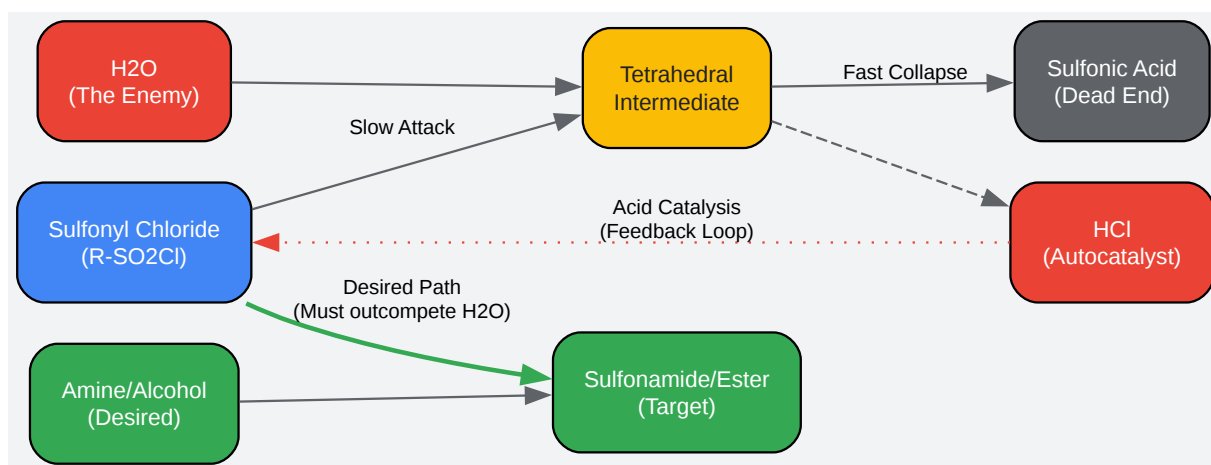 H2O
(The Enemy)
Tetrahedral
Intermediate
Fast Collapse
Sulfonic Acid
(Dead End)
Slow Attack
Sulfonyl Chloride
(R-SO2Cl)
Acid Catalysis
(Feedback Loop)
HCl
(Autocatalyst)
Desired Path
(Must outcompete H2O)
Amine/Alcohol
(Desired)
Sulfonamide/Ester
(Target)